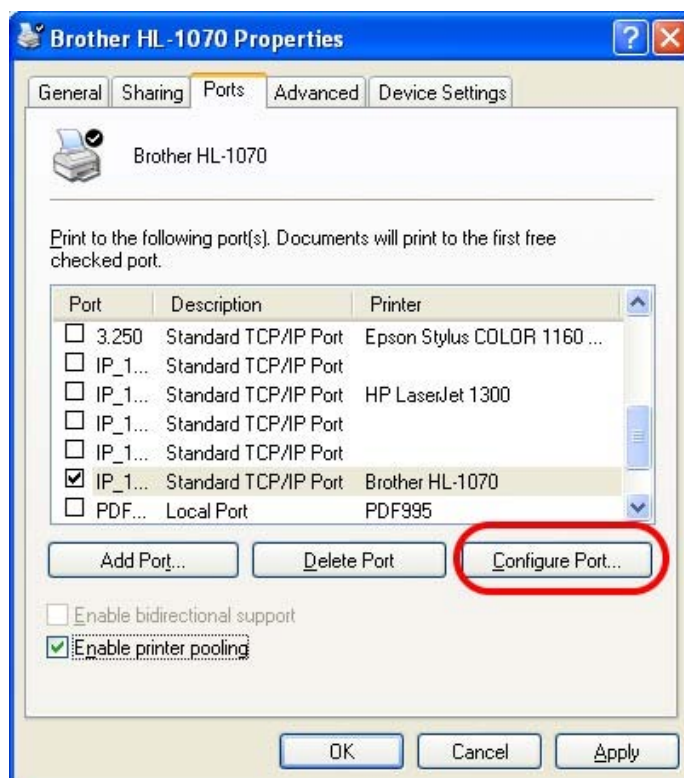 Brother HL-1070 Properties
General Sharing Ports Advanced Device Settings
Brother HL-1070
Print to the following port(s). Documents will print to the first free
checked port.
Port Description Printer
3.250 Standard TCP/IP Port Epson Stylus COLOR 1160 ...
IP_1... Standard TCP/IP Port
IP_1... Standard TCP/IP Port HP LaserJet 1300
IP_1... Standard TCP/IP Port
IP_1... Standard TCP/IP Port
IP_1... Standard TCP/IP Port Brother HL-1070
PDF... Local Port PDF995
Add Port... Delete Port Configure Port...
Enable bidirectional support
Enable printer pooling
OK Cancel Apply